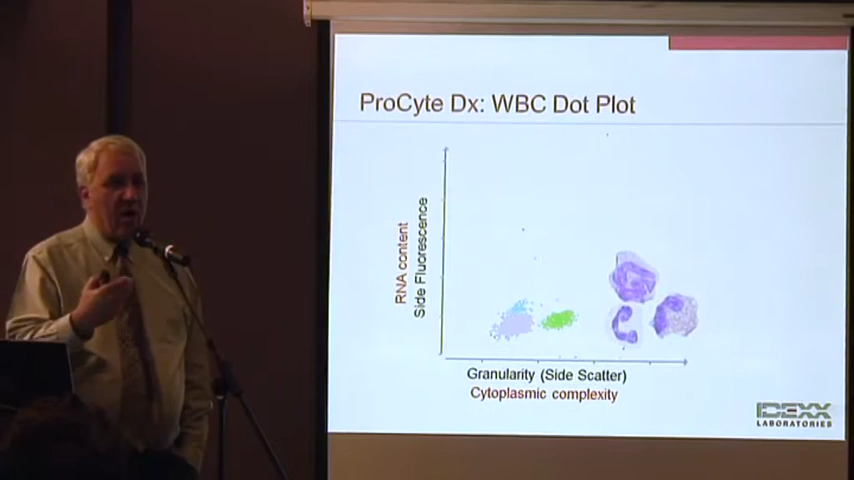 ProCyte Dx: WBC Dot Plot
RNA content
Side Fluorescence
Granularity (Side Scatter)
Cytoplasmic complexity
IDEXX
LABORATORIES